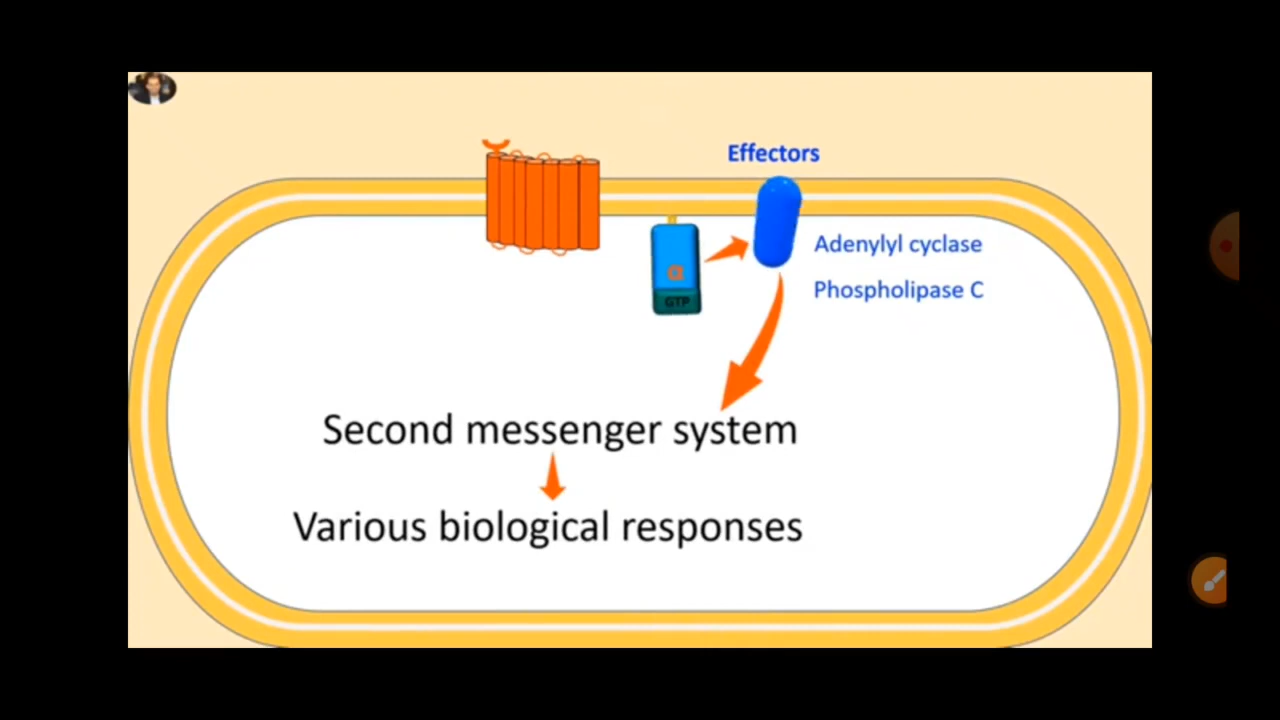 Effectors
Adenylyl cyclase
α
GTP
Phospholipase C
Second messenger system
Various biological responses